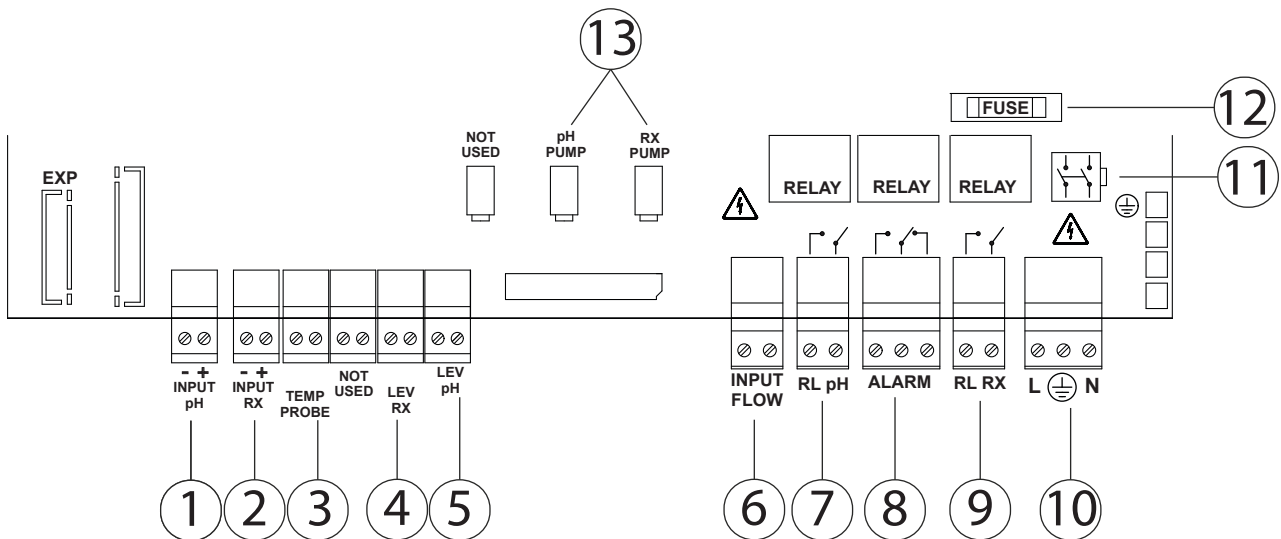 13
FUSE
12
NOT
USED
pH
PUMP
RX
PUMP
EXP
RELAY
RELAY
RELAY
11
- +
INPUT
pH
- +
INPUT
RX
TEMP
PROBE
NOT
USED
LEV
RX
LEV
pH
INPUT
FLOW
RL pH
ALARM
RL RX
L N
1
2
3
4
5
6
7
8
9
10